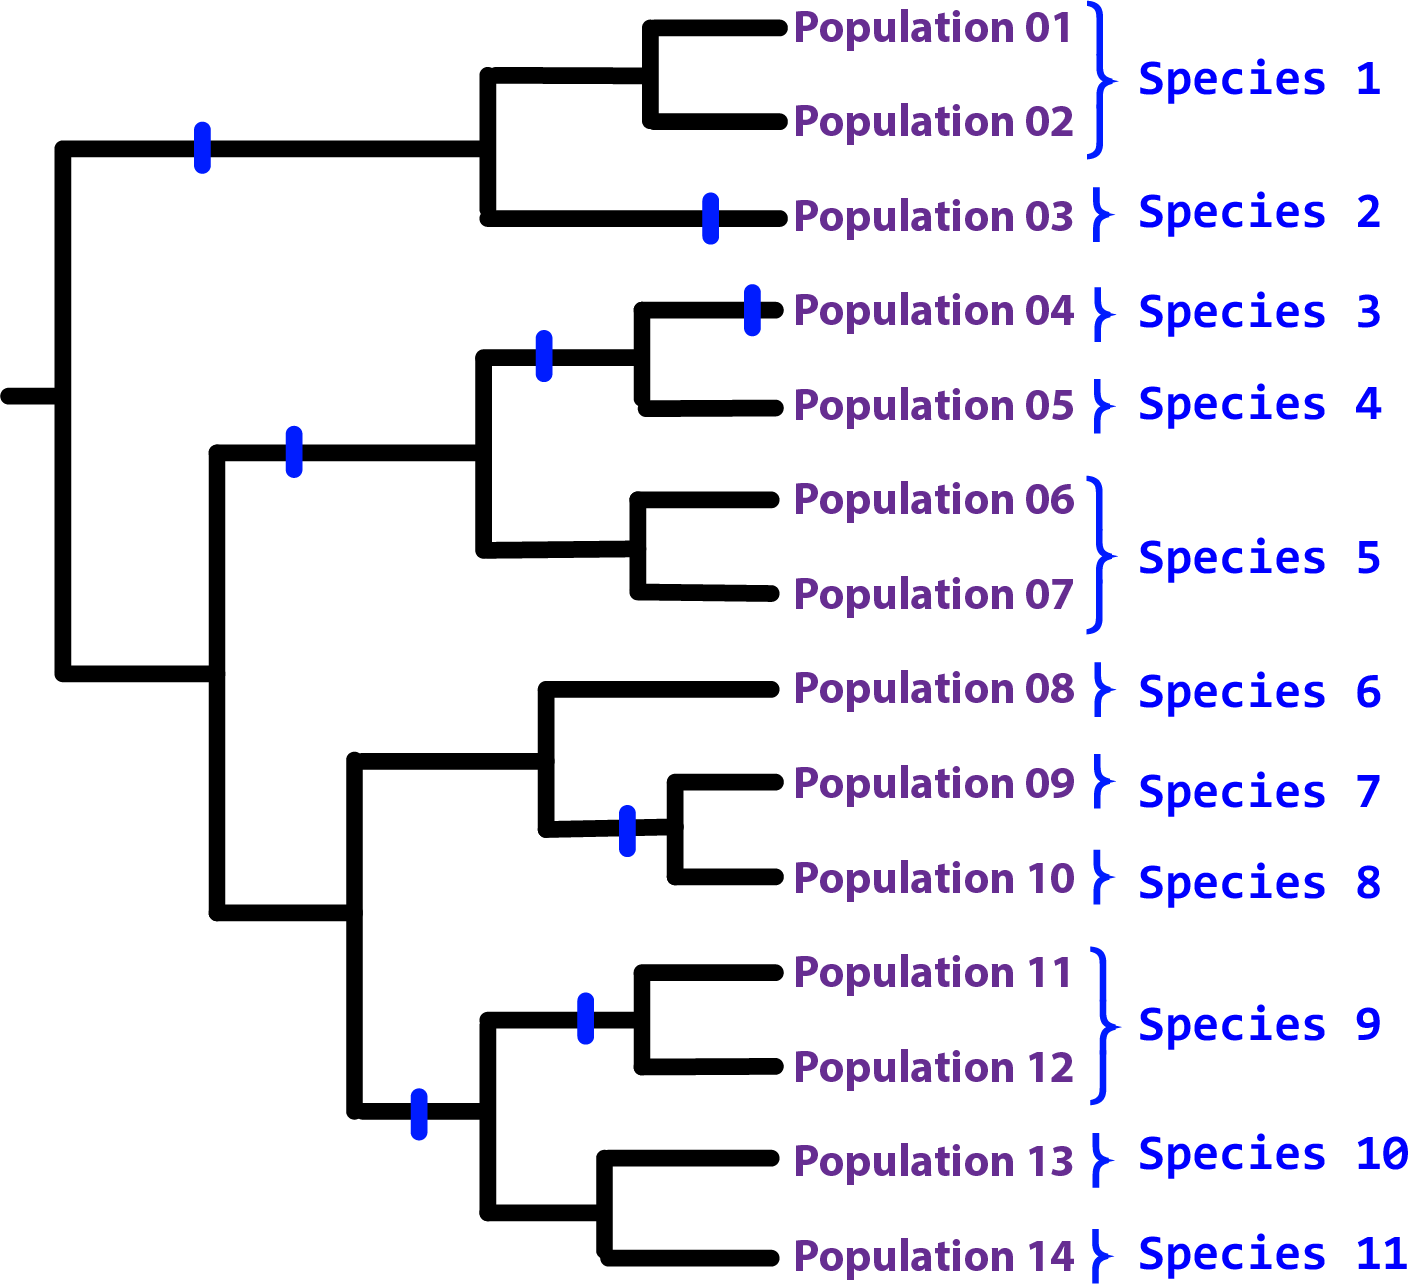 Population 01
Population 02
Species 1
Population 03 Species 2
Population 04 Species 3
Population 05 Species 4
Population 06
Population 07
Species 5
Population 08 Species 6
Population 09 Species 7
Population 10 Species 8
Population 11
Population 12
Species 9
Population 13 Species 10
Population 14 Species 11